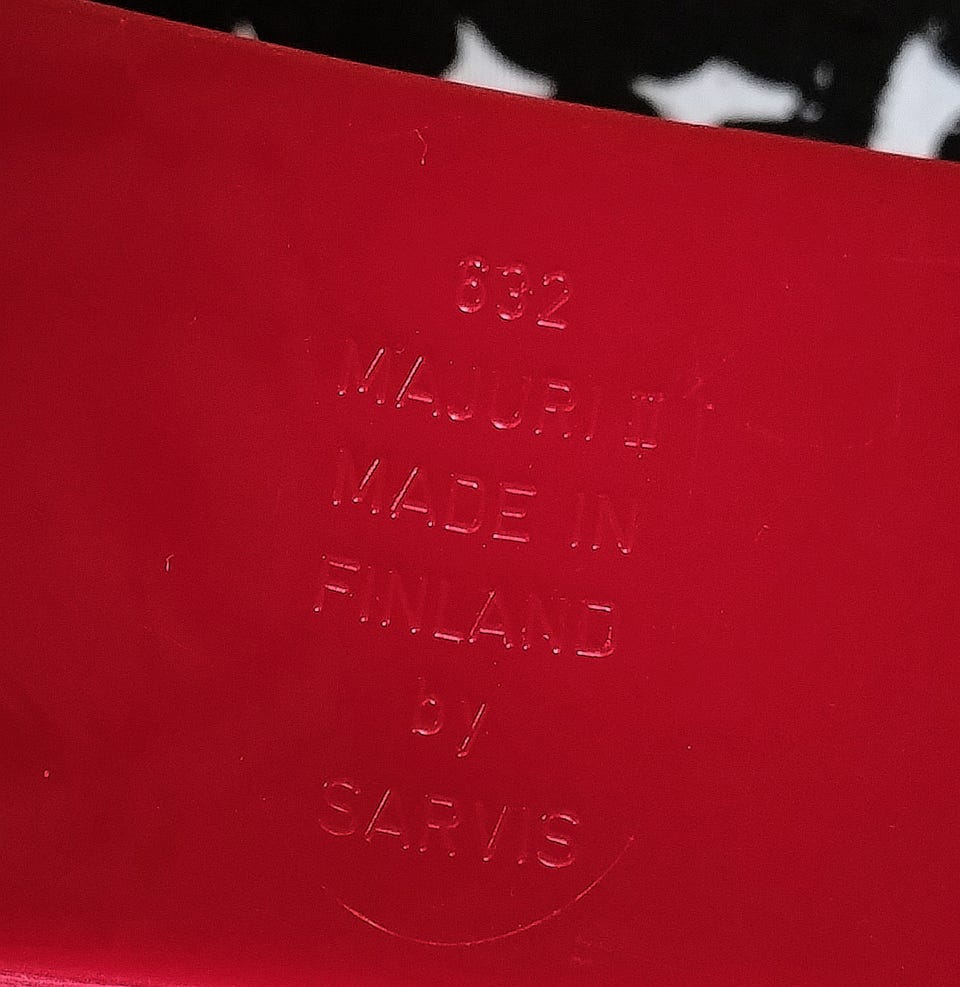 632
MAJURI II
MADE IN
FINLAND
by
SARVIS